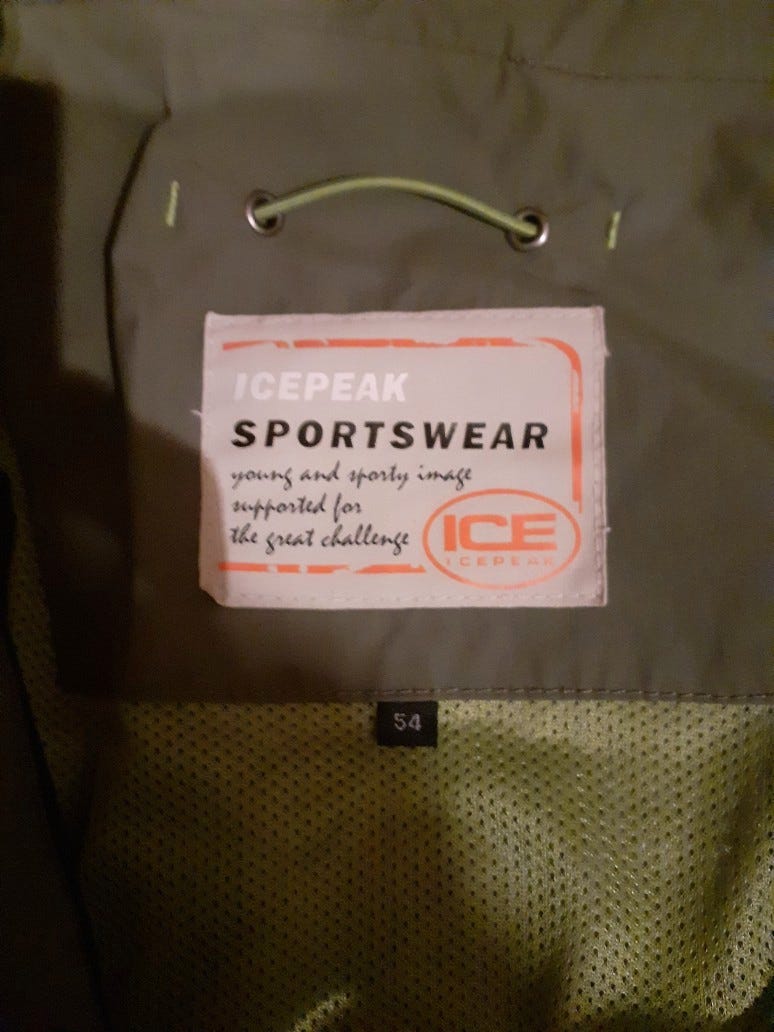 ICEPEAK
SPORTSWEAR
young and sporty image
supported for
the great challenge
ICE
ICEPEAK
54